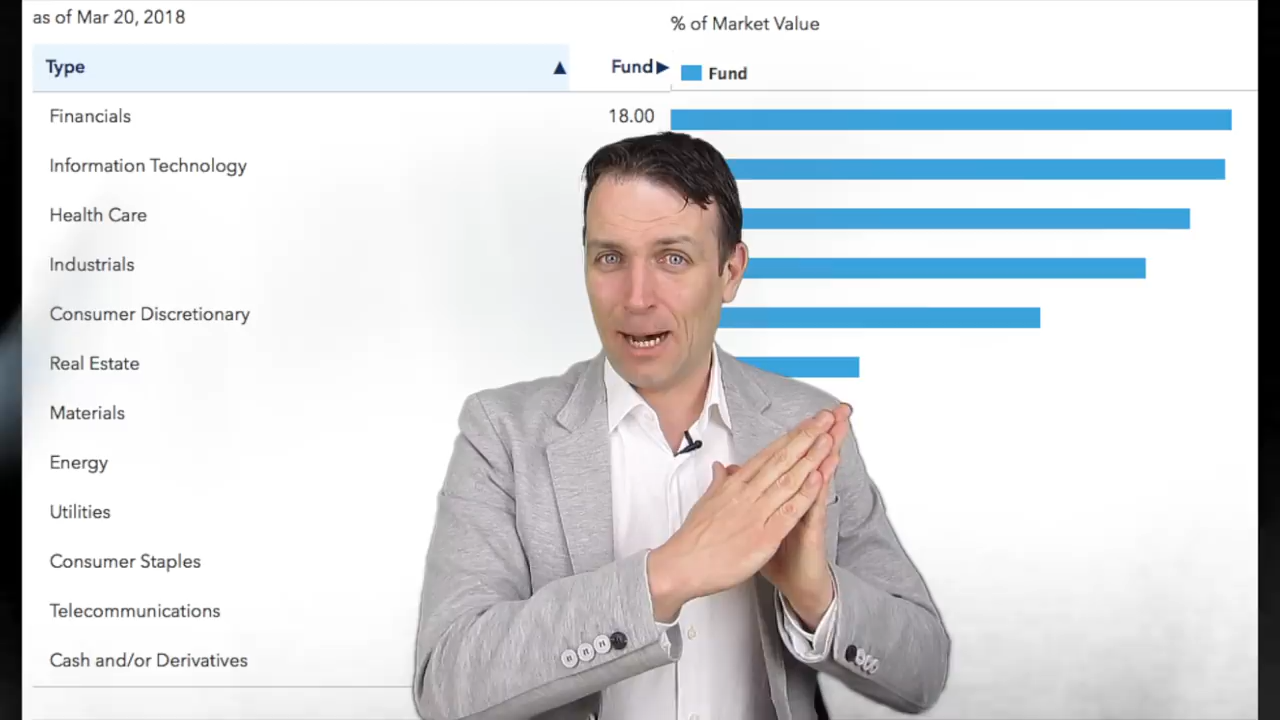 as of Mar 20, 2018
% of Market Value
Type ▲ Fund ▶
Fund
Financials 18.00
Information Technology
Health Care
Industrials
Consumer Discretionary
Real Estate
Materials
Energy
Utilities
Consumer Staples
Telecommunications
Cash and/or Derivatives